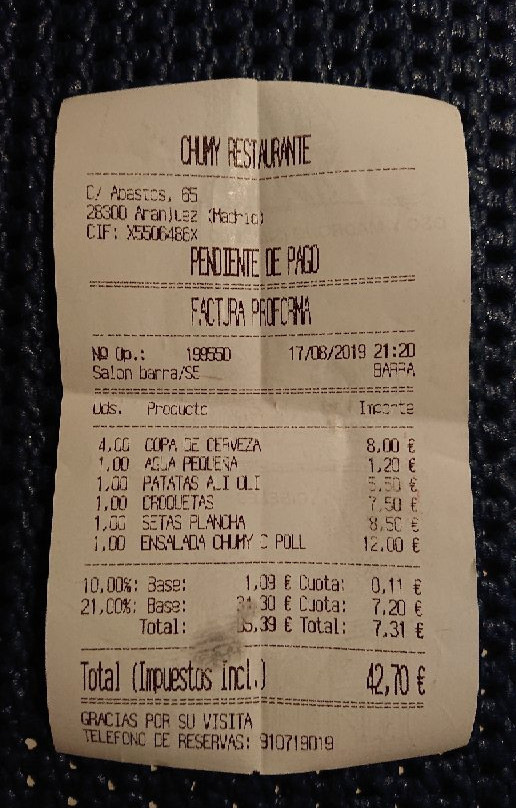 CHUMY RESTAURANTE
C/ Abastos, 65
28300 Aranjuez (Madrid)
CIF: X5506486X
PENDIENTE DE PAGO
FACTURA PROFORMA
Nº Op.: 199550 17/08/2019 21:20
Salon barra/SE BARRA
Uds. Producto Importe
4,00 COPA DE CERVEZA 8,00 €
1,00 AGUA PEQUEÑA 1,20 €
1,00 PATATAS ALI OLI 5,50 €
1,00 CROQUETAS 7,50 €
1,00 SETAS PLANCHA 8,50 €
1,00 ENSALADA CHUMY C POLL 12,00 €
10,00%: Base: 1,09 € Cuota: 0,11 €
21,00%: Base: 34,30 € Cuota: 7,20 €
Total: 35,39 € Total: 7,31 €
Total (Impuestos incl.) 42,70 €
GRACIAS POR SU VISITA
TELEFONO DE RESERVAS: 910719019